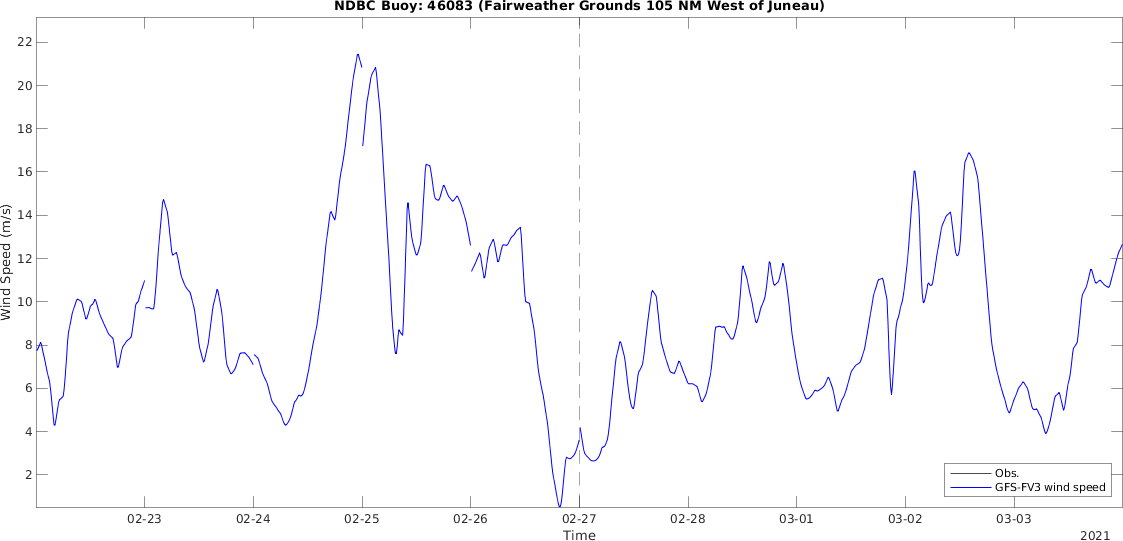 NDBC Buoy: 46083 (Fairweather Grounds 105 NM West of Juneau)
22
20
18
16
14
12
10
8
6
4
2
Wind Speed (m/s)
Obs.
GFS-FV3 wind speed
02-23 02-24 02-25 02-26 02-27 02-28 03-01 03-02 03-03
Time
2021